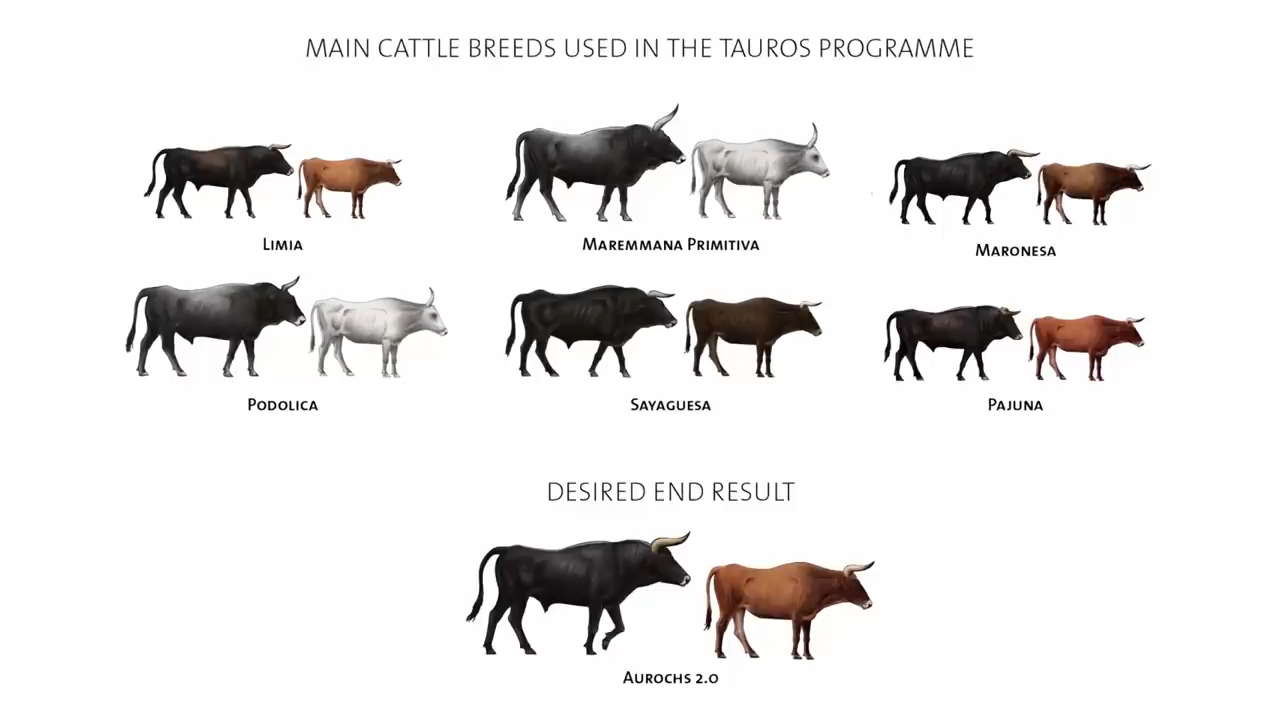 MAIN CATTLE BREEDS USED IN THE TAUROS PROGRAMME
LIMIA
MAREMMANA PRIMITIVA
MARONESA
PODOLICA
SAYAGUESA
PAJUNA
DESIRED END RESULT
AUROCHS 2.0